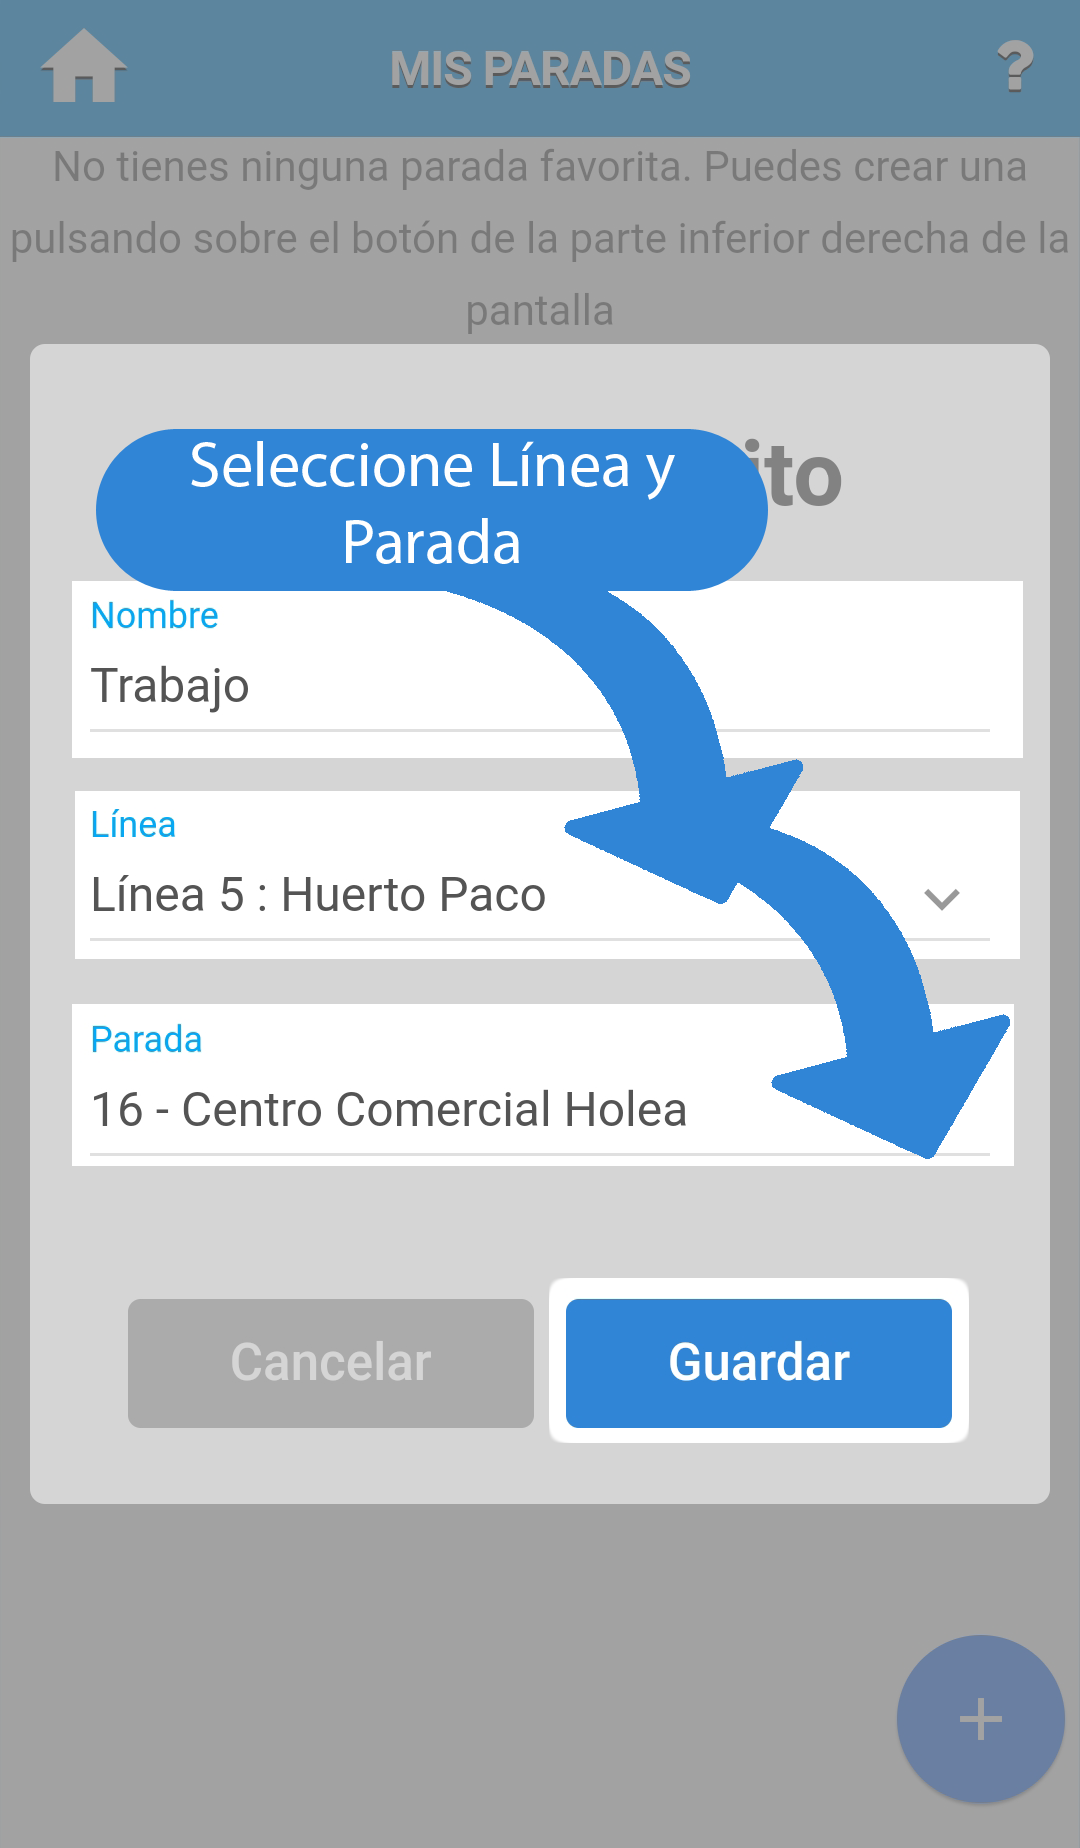 MIS PARADAS
?
No tienes ninguna parada favorita. Puedes crear una
pulsando sobre el botón de la parte inferior derecha de la
pantalla
Seleccione Línea y
Parada
Nombre
Trabajo
Línea
Línea 5 : Huerto Paco
Parada
16 - Centro Comercial Holea
Cancelar
Guardar
+